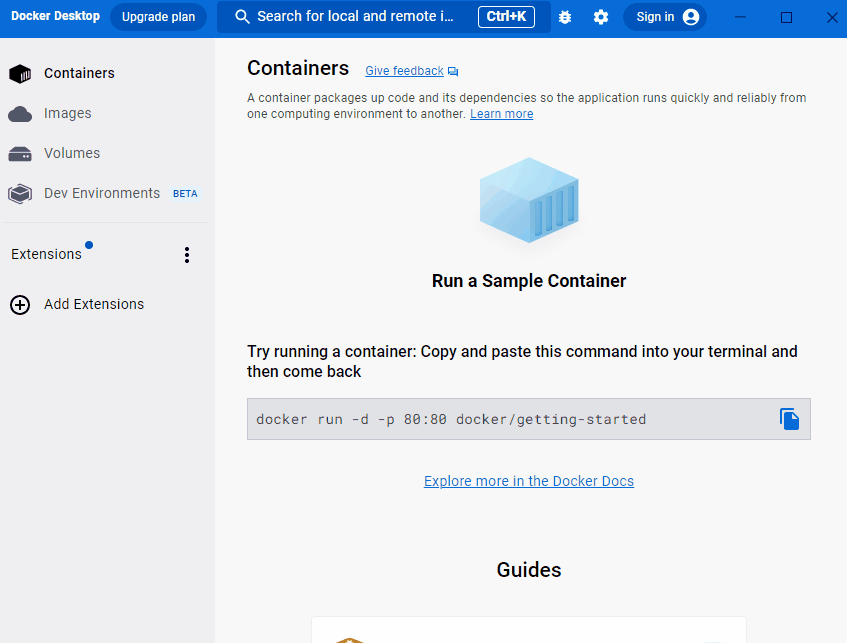 Docker Desktop
Upgrade plan
Search for local and remote i...
Ctrl+K
Sign in
Containers
Images
Volumes
Dev Environments BETA
Extensions
Add Extensions
Containers
Give feedback
A container packages up code and its dependencies so the application runs quickly and reliably from
one computing environment to another. Learn more
Run a Sample Container
Try running a container: Copy and paste this command into your terminal and
then come back
docker run -d -p 80:80 docker/getting-started
Explore more in the Docker Docs
Guides